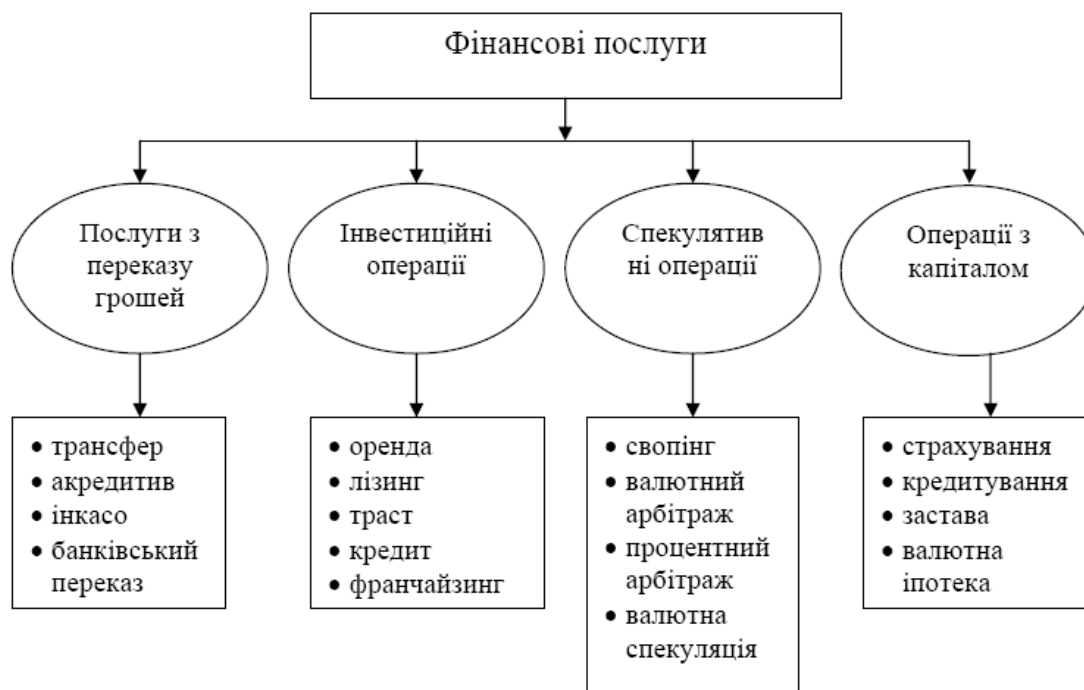 Фінансові послуги
Послуги з
переказу
грошей
Інвестиційні
операції
Спекулятив
ні операції
Операції з
капіталом
• трансфер
• акредитив
• інкасо
• банківський
переказ
• оренда
• лізинг
• траст
• кредит
• франчайзинг
• свопінг
• валютний
арбітраж
• процентний
арбітраж
• валютна
спекуляція
• страхування
• кредитування
• застава
• валютна
іпотека